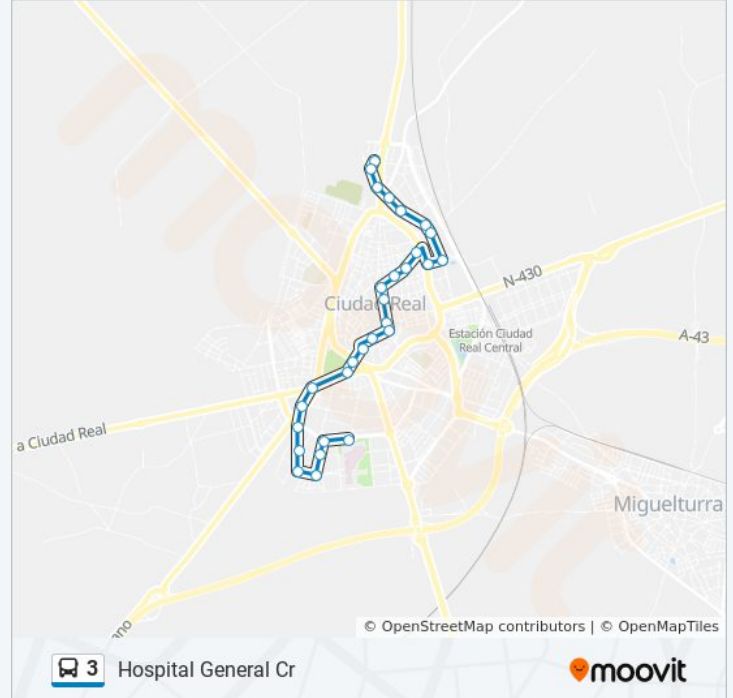 N-430
Ciudad Real
Estación Ciudad
Real Central
A-43
a Ciudad Real
Miguelturra
ano
© OpenStreetMap contributors | © OpenMapTiles
3 Hospital General Cr
moovit